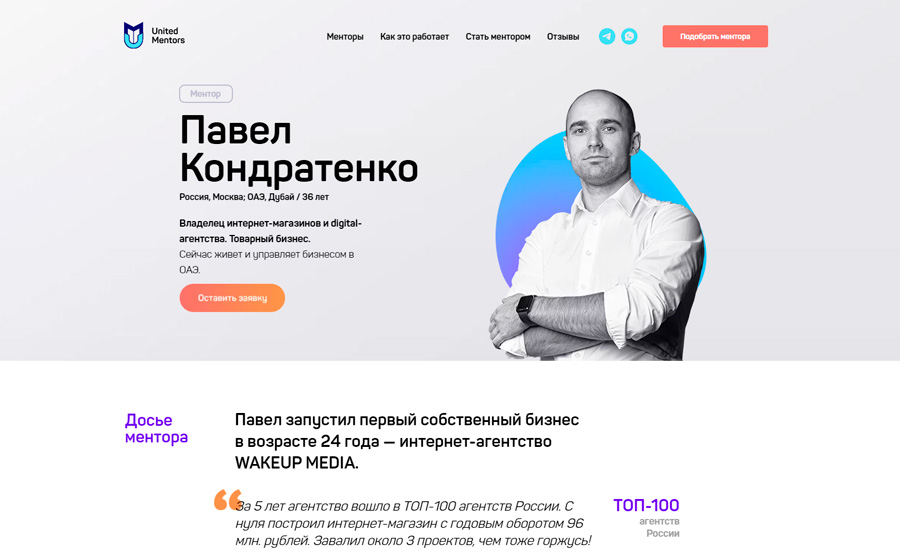 United
Mentors
Менторы Как это работает Стать ментором Отзывы Подобрать ментора
Ментор
Павел
Кондратенко
Россия, Москва; ОАЭ, Дубай / 36 лет
Владелец интернет-магазинов и digital-
агентства. Товарный бизнес.
Сейчас живет и управляет бизнесом в
ОАЭ.
Оставить заявку
Досье
ментора
Павел запустил первый собственный бизнес
в возрасте 24 года — интернет-агентство
WAKEUP MEDIA.
За 5 лет агентство вошло в ТОП-100 агентств России. С
нуля построил интернет-магазин с годовым оборотом 96
млн. рублей. Завалил около 3 проектов, чем тоже горжусь!
ТОП-100
агентств
России